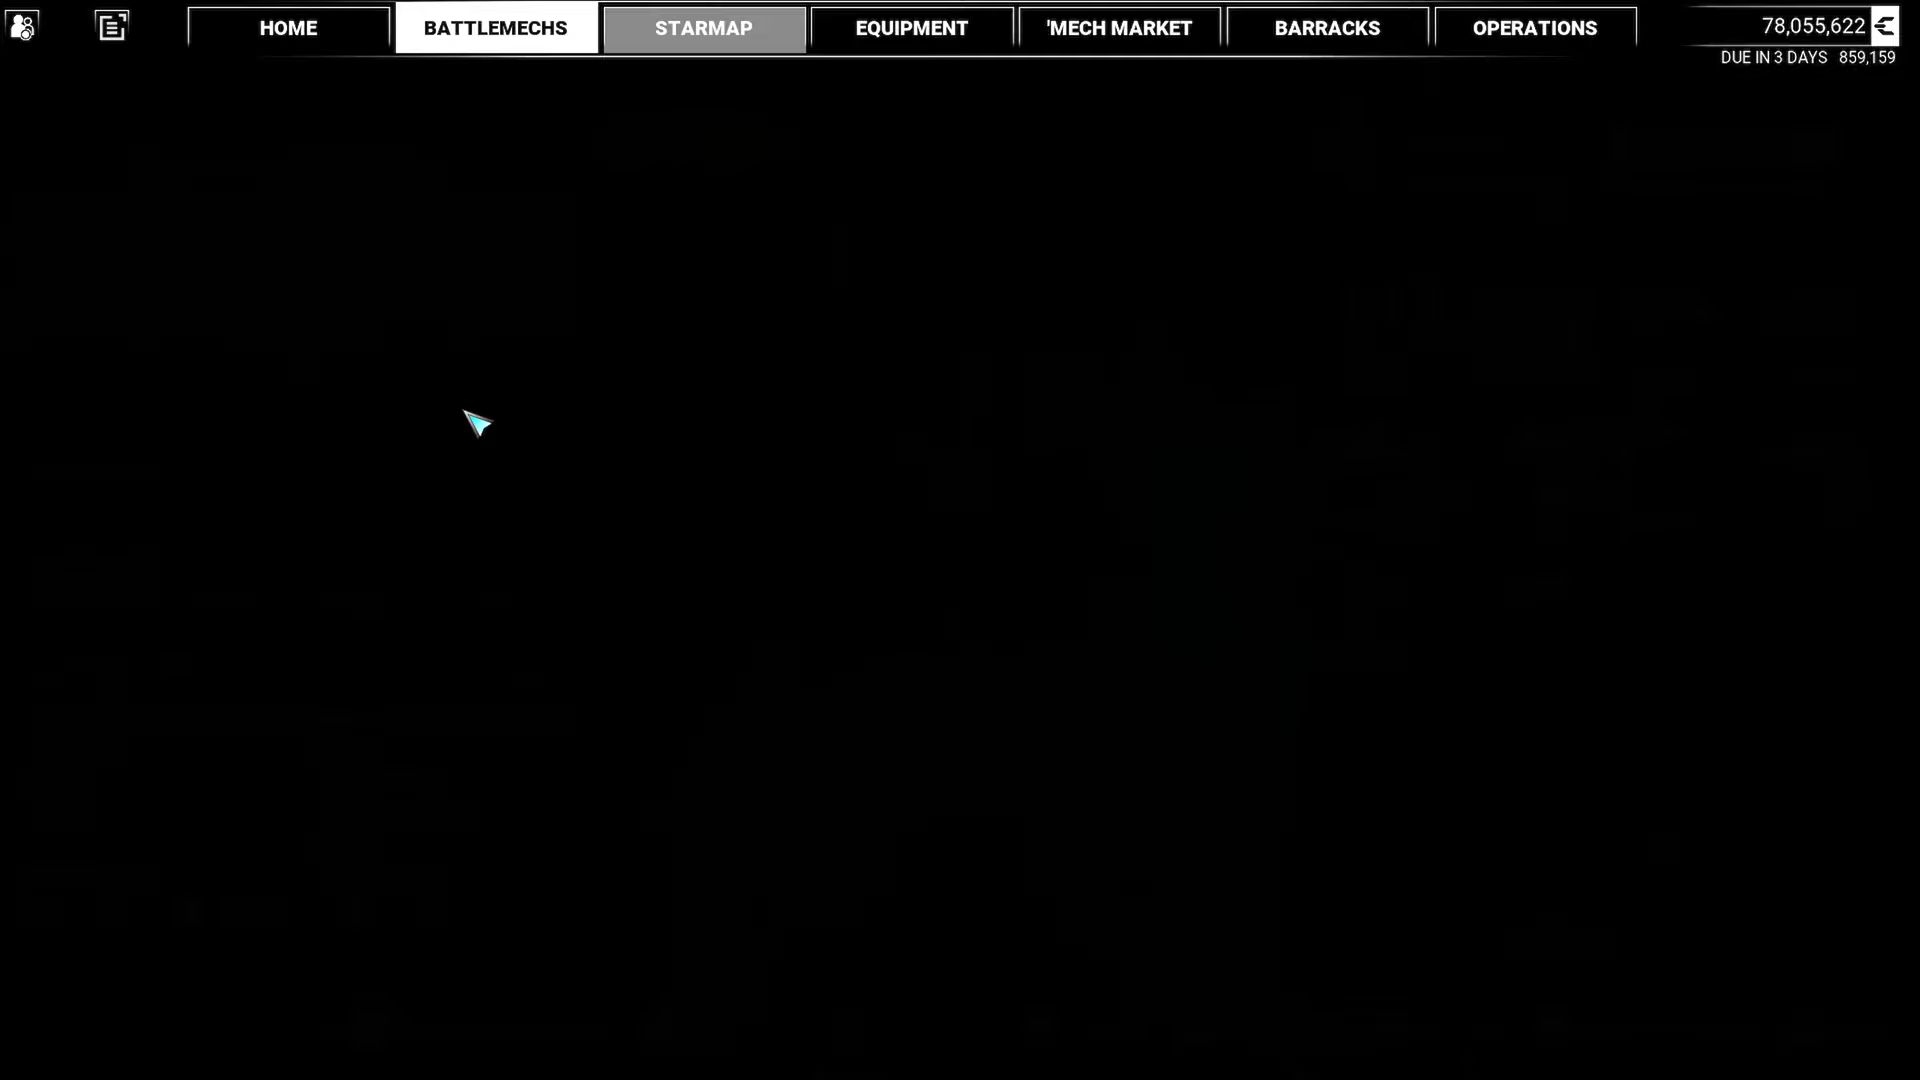 HOME
BATTLEMECHS
STARMAP
EQUIPMENT
'MECH MARKET
BARRACKS
OPERATIONS
78,055,622
DUE IN 3 DAYS 859,159